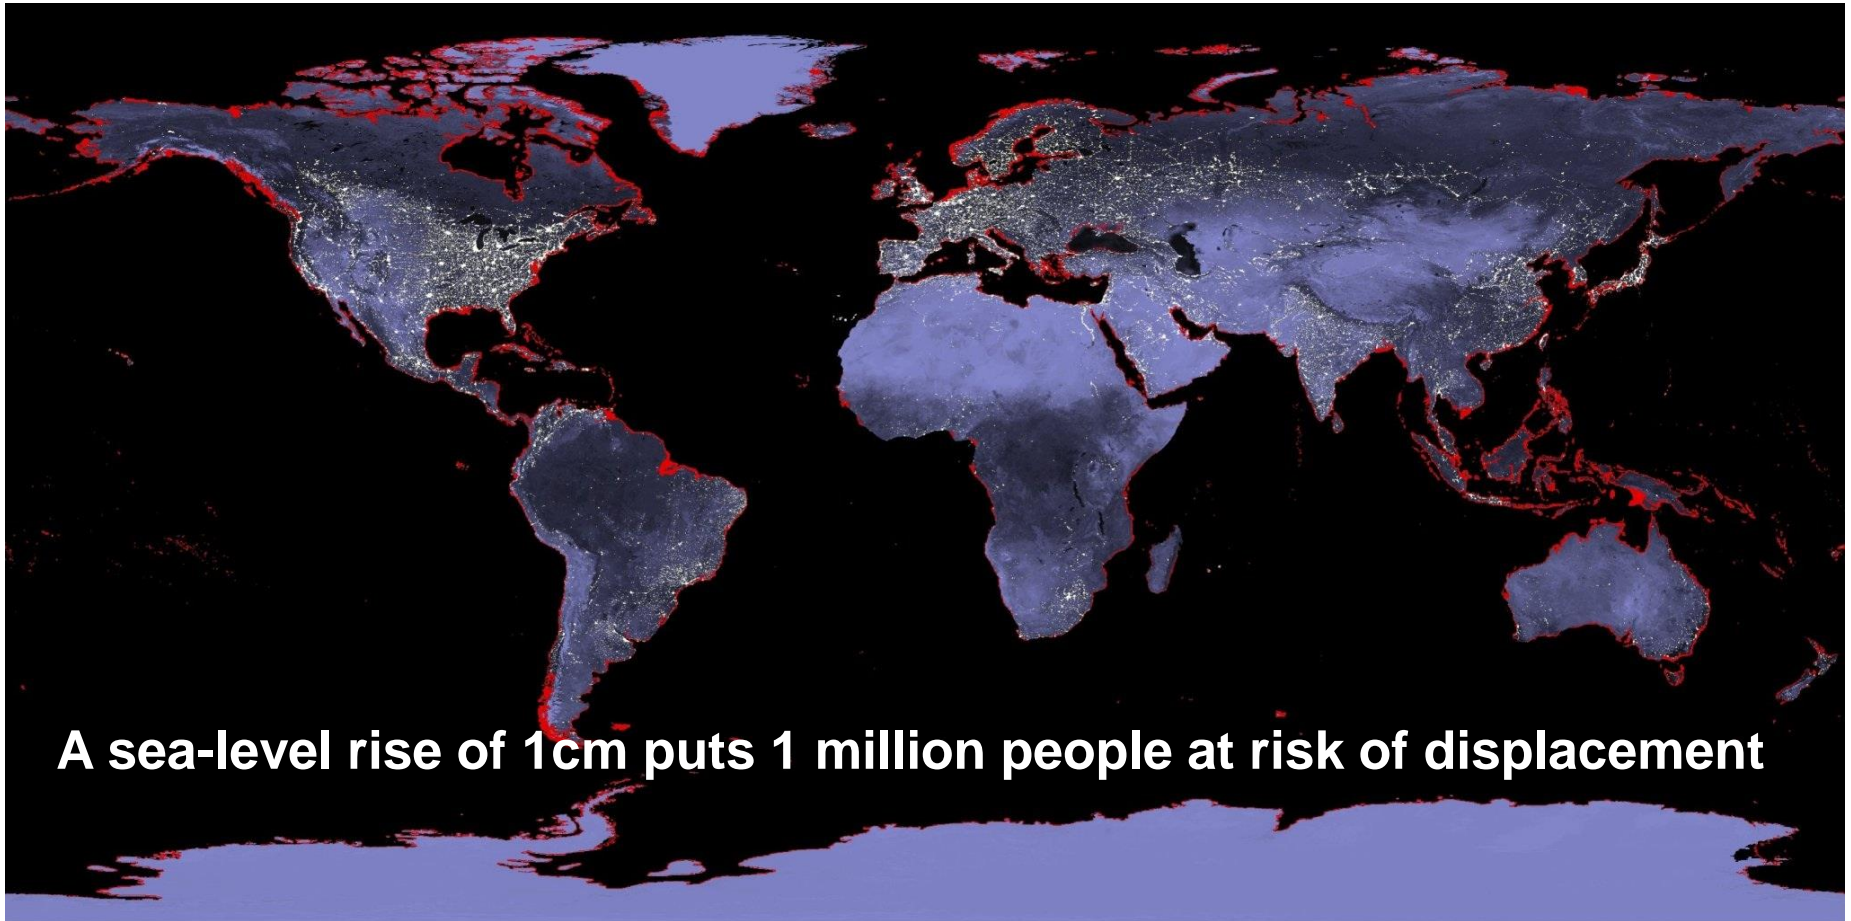 A sea-level rise of 1cm puts 1 million people at risk of displacement